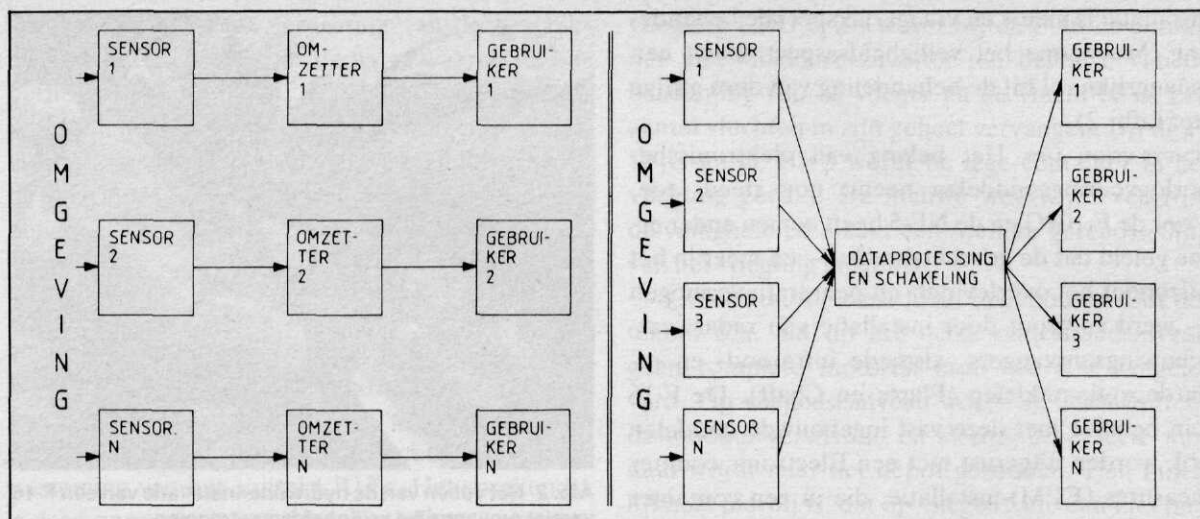 OMGEVING
SENSOR
1
OM-
ZETTER
1
GEBRUI-
KER
1
SENSOR
2
OMZET-
TER
2
GEBRUI-
KER
2
SENSOR
N
OMZET-
TER
N
GEBRUI-
KER
N
OMGEVING
SENSOR
1
SENSOR
2
SENSOR
3
SENSOR
N
DATAPROCESSING
EN SCHAKELING
GEBRUI-
KER
1
GEBRUI-
KER
2
GEBRUI-
KER
3
GEBRUI-
KER
N